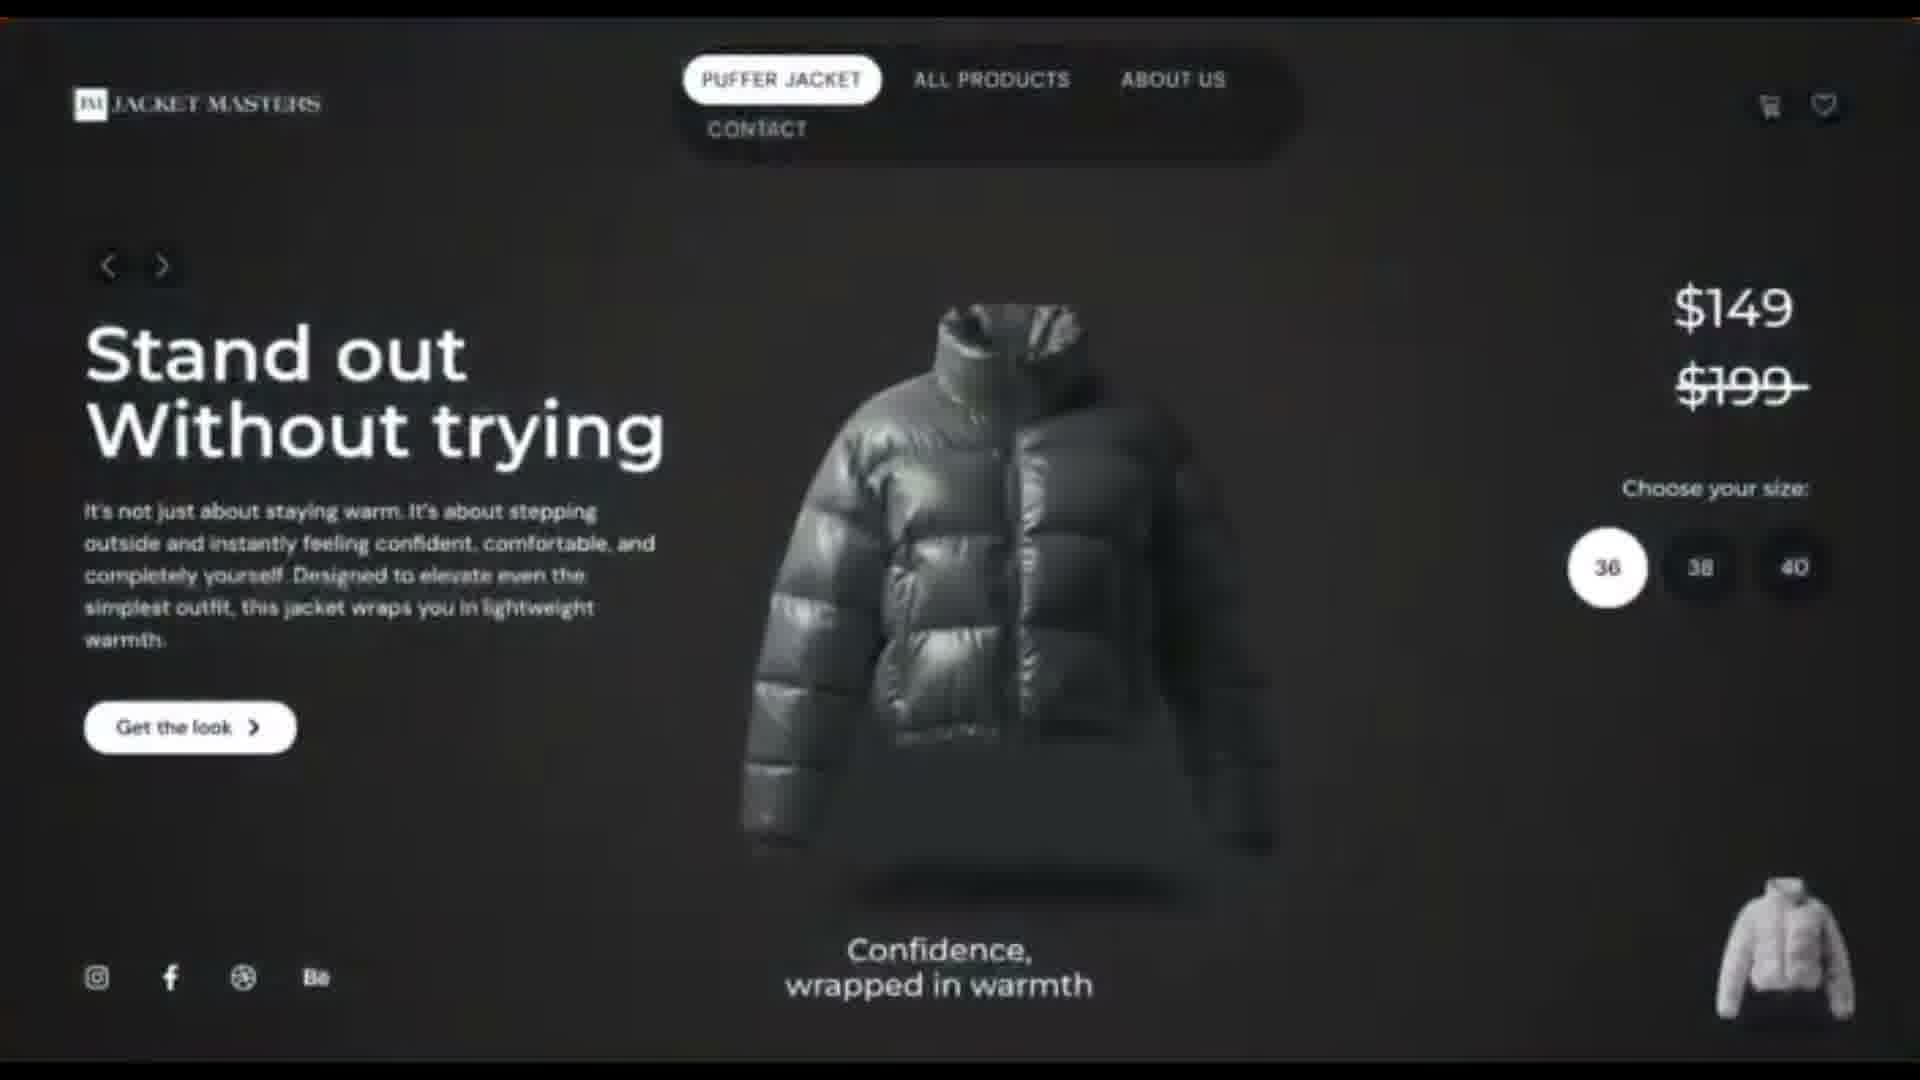 JM JACKET MASTERS
PUFFER JACKET ALL PRODUCTS ABOUT US
CONTACT
Stand out
Without trying
It's not just about staying warm. It's about stepping
outside and instantly feeling confident, comfortable, and
completely yourself. Designed to elevate even the
simplest outfit, this jacket wraps you in lightweight
warmth.
Get the look
$149
$199
Choose your size:
36 38 40
Confidence,
wrapped in warmth
Bē